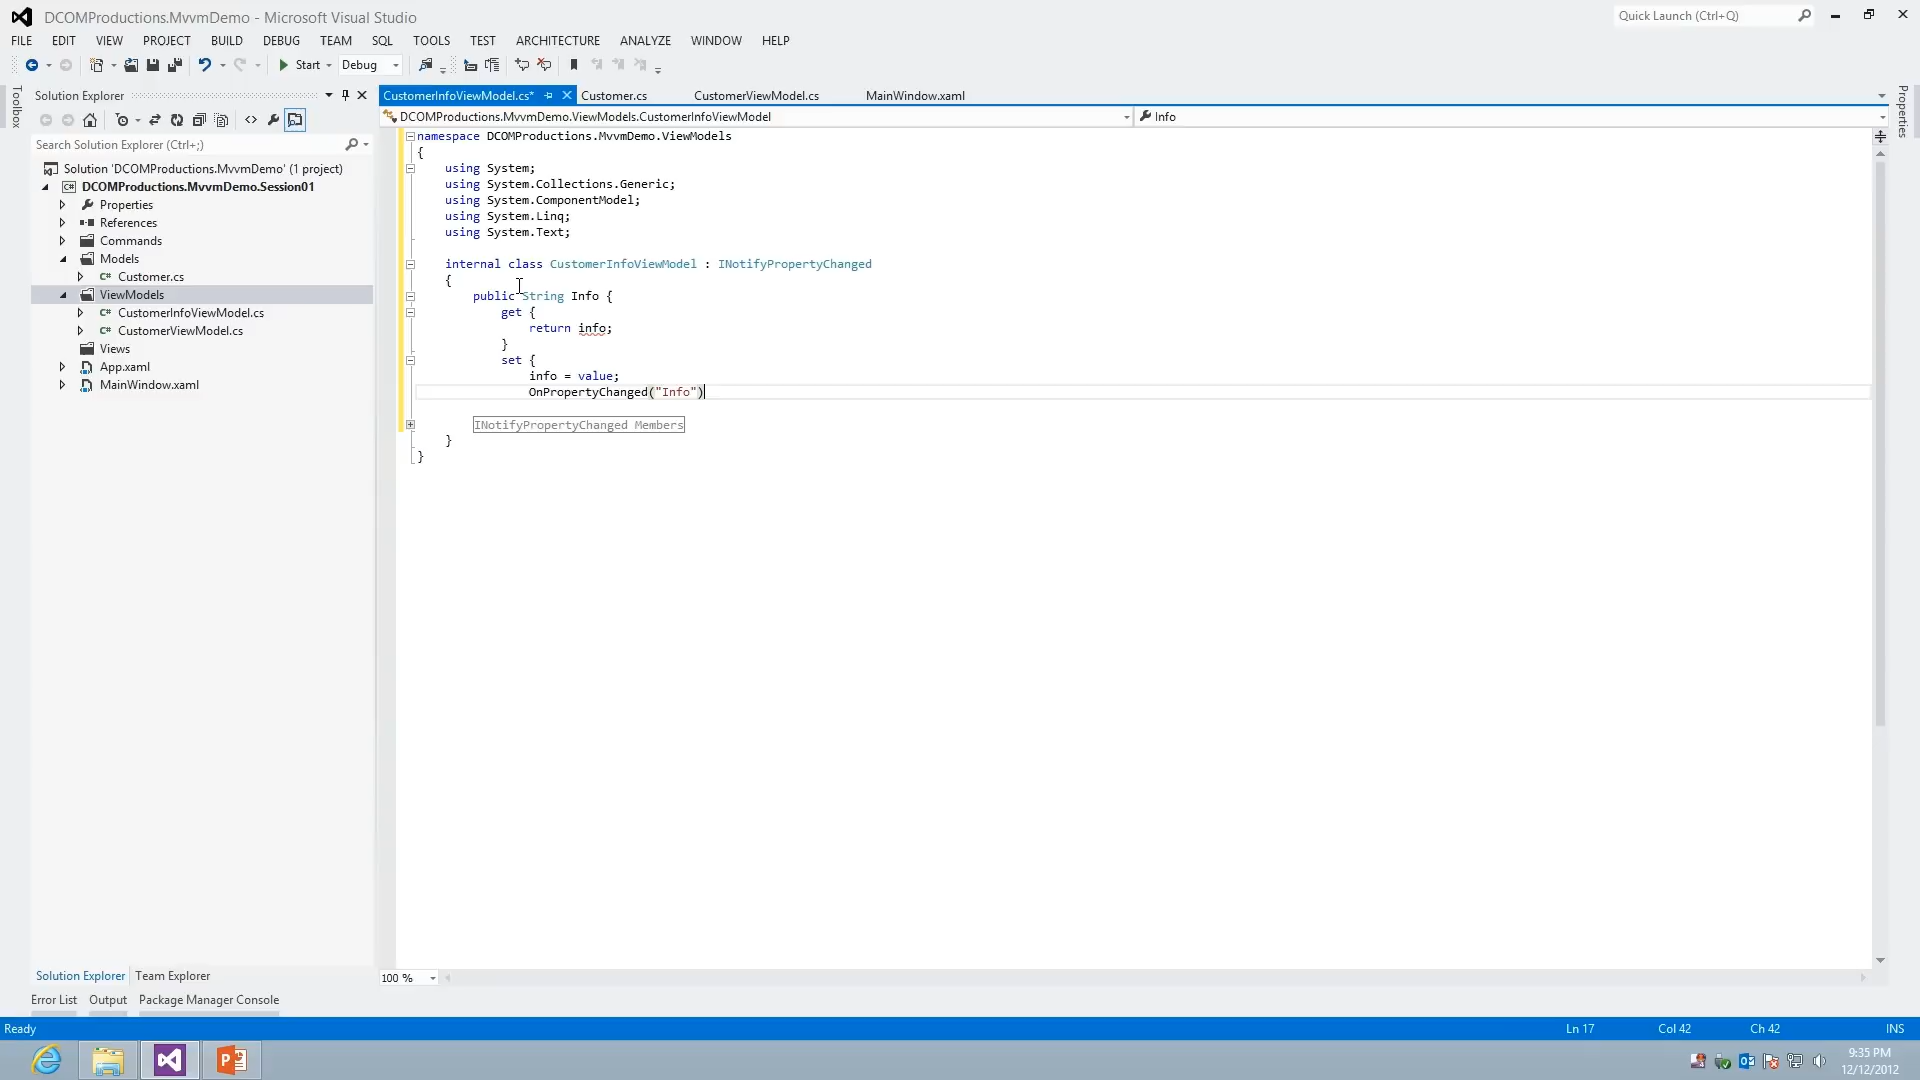 DCOMProductions.MvvmDemo - Microsoft Visual Studio
Quick Launch (Ctrl+Q)
FILE EDIT VIEW PROJECT BUILD DEBUG TEAM SQL TOOLS TEST ARCHITECTURE ANALYZE WINDOW HELP
Start Debug
Toolbox
Solution Explorer
CustomerInfoViewModel.cs* Customer.cs CustomerViewModel.cs MainWindow.xaml
Properties
DCOMProductions.MvvmDemo.ViewModels.CustomerInfoViewModel
Info
Search Solution Explorer (Ctrl+;)
Solution 'DCOMProductions.MvvmDemo' (1 project)
DCOMProductions.MvvmDemo.Session01
Properties
References
Commands
Models
Customer.cs
ViewModels
CustomerInfoViewModel.cs
CustomerViewModel.cs
Views
App.xaml
MainWindow.xaml
namespace DCOMProductions.MvvmDemo.ViewModels
{
using System;
using System.Collections.Generic;
using System.ComponentModel;
using System.Linq;
using System.Text;
internal class CustomerInfoViewModel : INotifyPropertyChanged
{
public String Info {
get {
return info;
}
set {
info = value;
OnPropertyChanged("Info")
INotifyPropertyChanged Members
}
}
Solution Explorer Team Explorer
100 %
Error List Output Package Manager Console
Ready
Ln 17 Col 42 Ch 42 INS
9:35 PM
12/12/2012